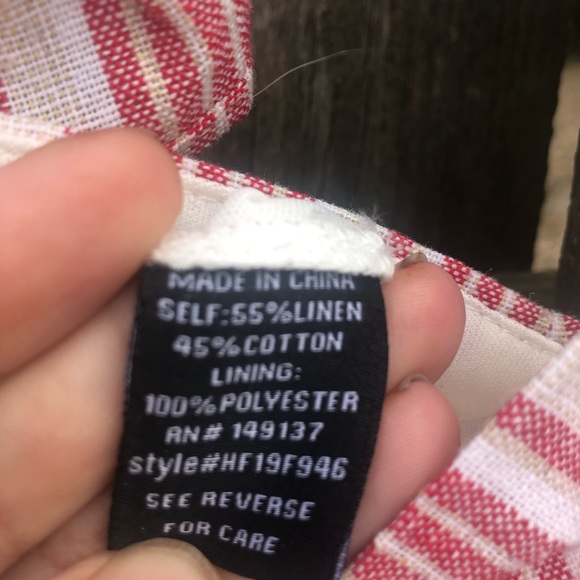 MADE IN CHINA
SELF:55%LINEN
45%COTTON
LINING:
100%POLYESTER
RN# 149137
style#HF19F946
SEE REVERSE
FOR CARE